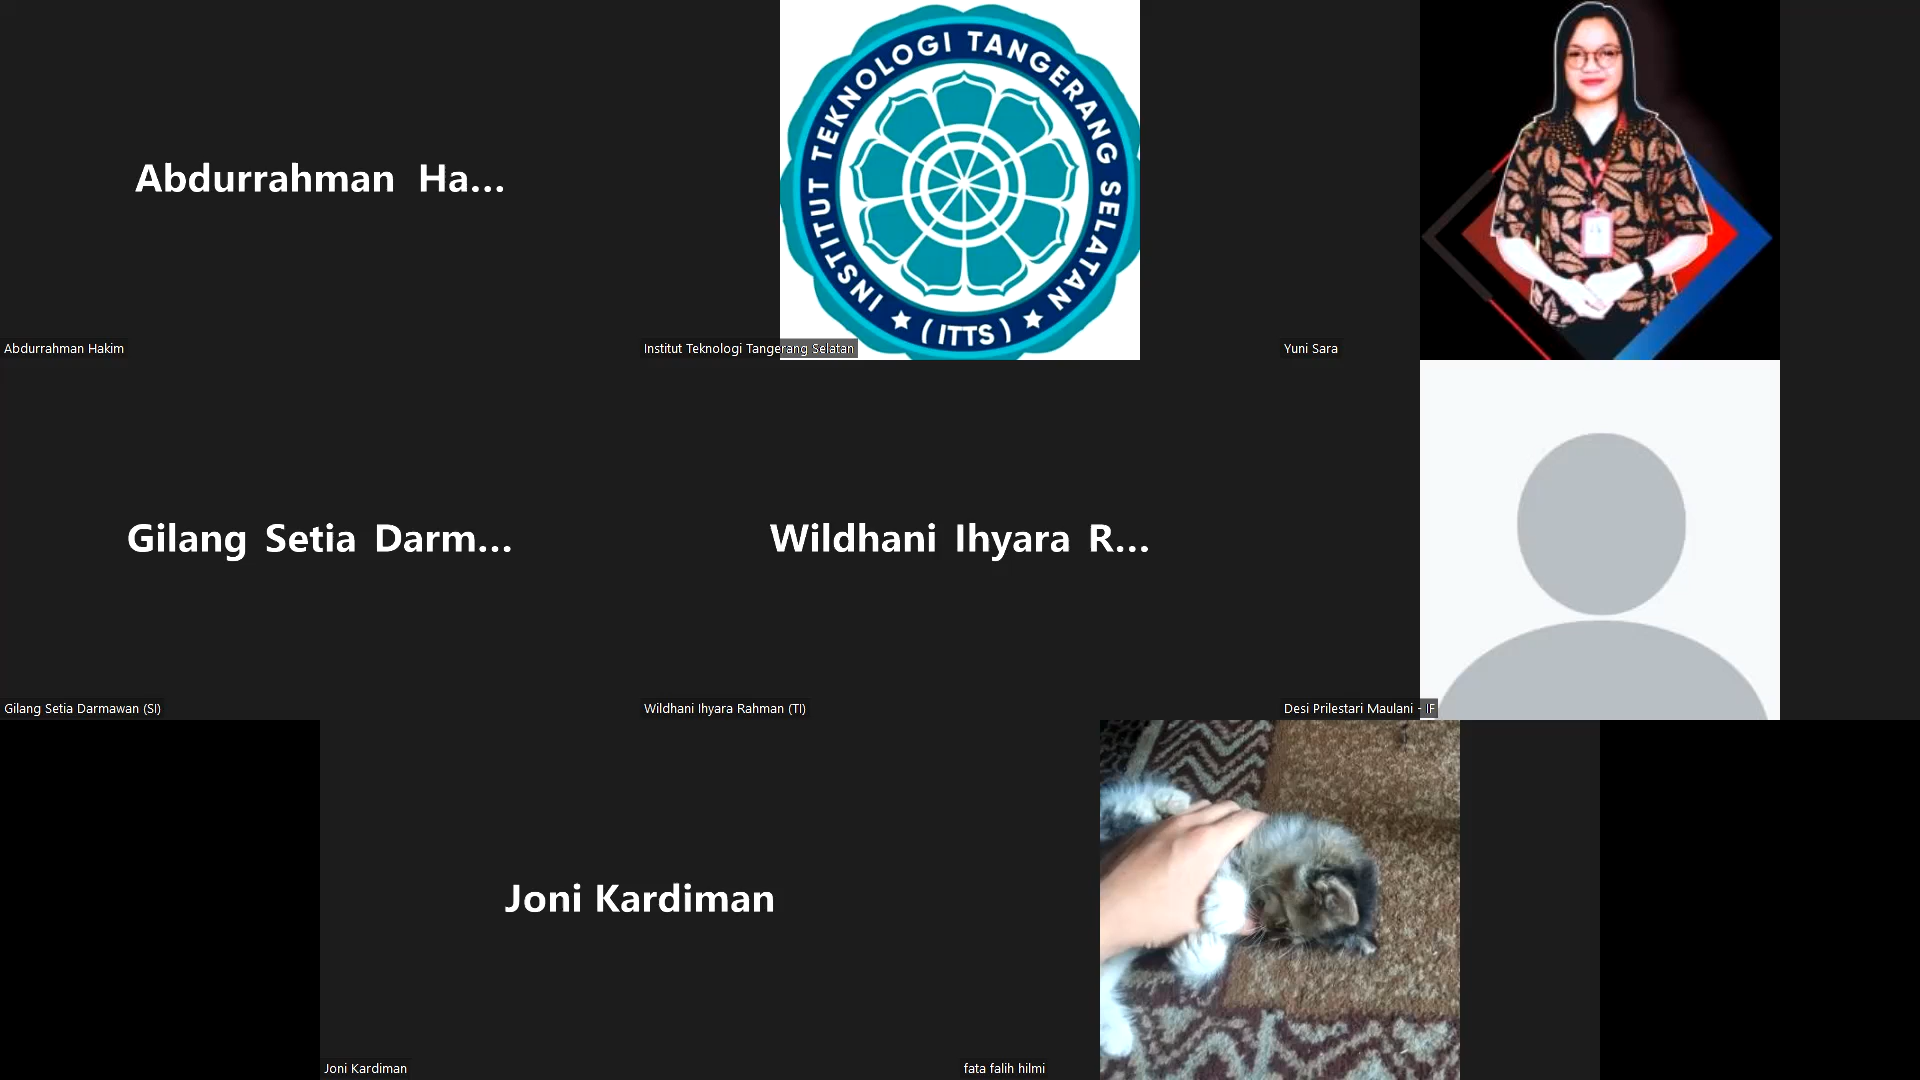 Abdurrahman Ha...
Abdurrahman Hakim
INSTITUT TEKNOLOGI TANGERANG SELATAN
( ITTS )
Institut Teknologi Tangerang Selatan
Yuni Sara
Gilang Setia Darm...
Gilang Setia Darmawan (SI)
Wildhani Ihyara R...
Wildhani Ihyara Rahman (TI)
Desi Prilestari Maulani - IF
Joni Kardiman
Joni Kardiman
fata falih hilmi